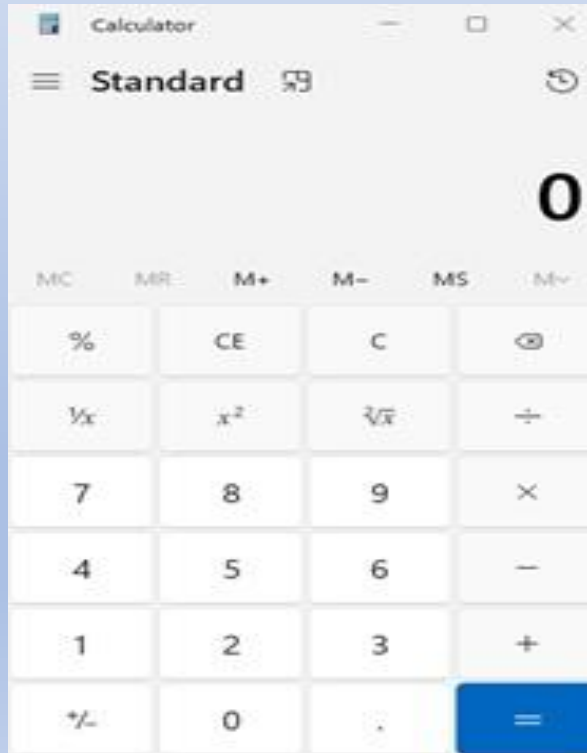 Calculator
Standard
0
MC MR M+ M− MS M˅
% CE C
⅟x x² ²√x ÷
7 8 9 ×
4 5 6 −
1 2 3 +
+/− 0 . =